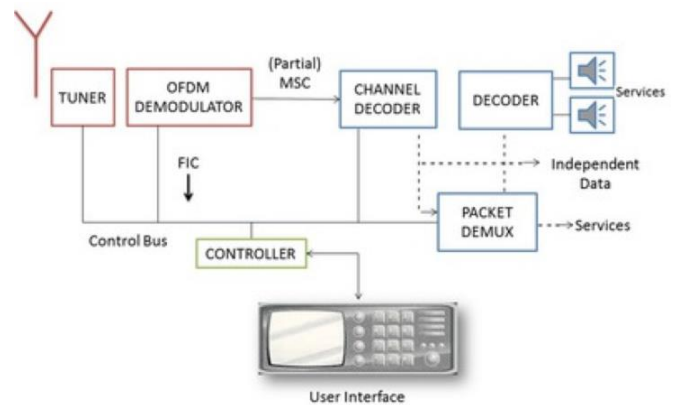 (Partial)
MSC
TUNER
OFDM
DEMODULATOR
CHANNEL
DECODER
DECODER
Services
FIC
Independent
Data
PACKET
DEMUX
Services
Control Bus
CONTROLLER
User Interface